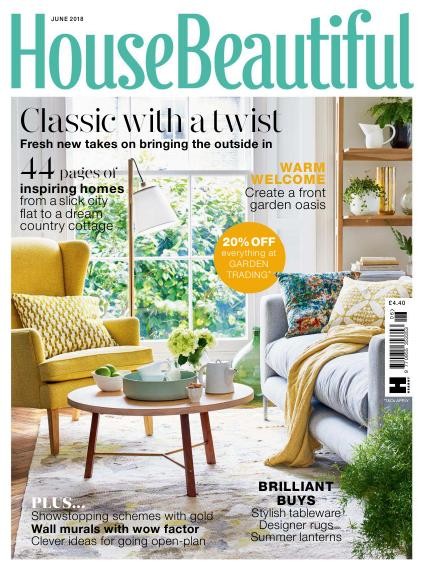 JUNE 2018
HouseBeautiful
Classic with a twist
Fresh new takes on bringing the outside in
44 pages of
inspiring homes
from a slick city
flat to a dream
country cottage
WARM
WELCOME
Create a front
garden oasis
20% OFF
everything at
GARDEN
TRADING*
£4.40
*T&Cs APPLY
PLUS...
Showstopping schemes with gold
Wall murals with wow factor
Clever ideas for going open-plan
BRILLIANT
BUYS
Stylish tableware
Designer rugs
Summer lanterns